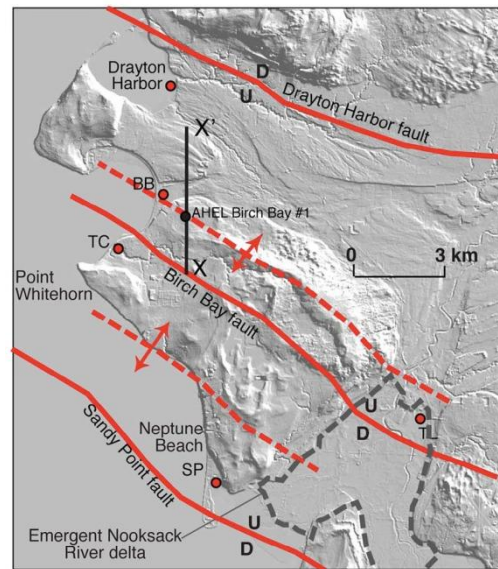 Drayton
Harbor
D
U
Drayton Harbor fault
X'
BB
AHEL Birch Bay #1
TC
X
Point
Whitehorn
Birch Bay fault
3 km
0
Neptune
Beach
SP
Sandy Point fault
U
D
TL
U
D
Emergent Nooksack
River delta